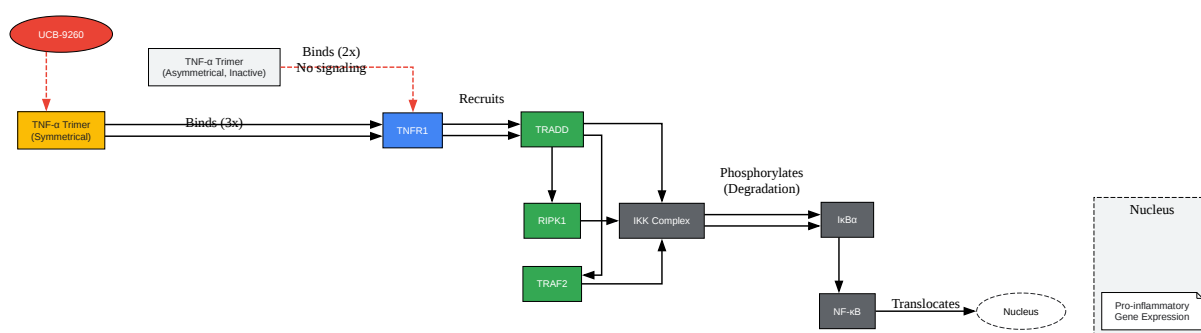 UCB-9260
TNF-α Trimer
(Asymmetrical, Inactive)
Binds (2x)
No signaling
TNF-α Trimer
(Symmetrical)
Binds (3x)
TNFR1
Recruits
TRADD
RIPK1
TRAF2
IKK Complex
Phosphorylates
(Degradation)
IκBα
NF-κB
Translocates
Nucleus
Nucleus
Pro-inflammatory
Gene Expression